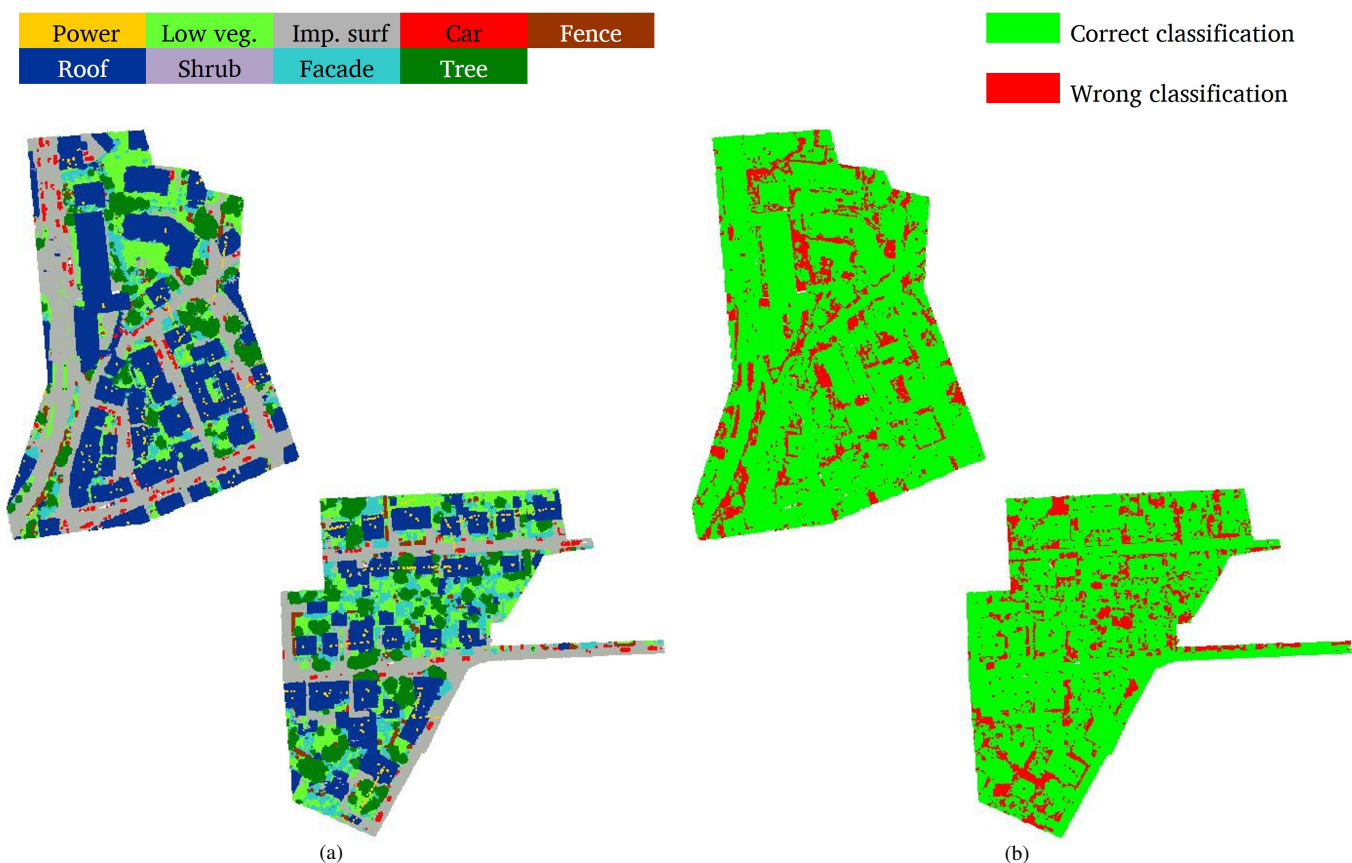 Power Low veg. Imp. surf Car Fence
Roof Shrub Facade Tree
Correct classification
Wrong classification
(a)
(b)